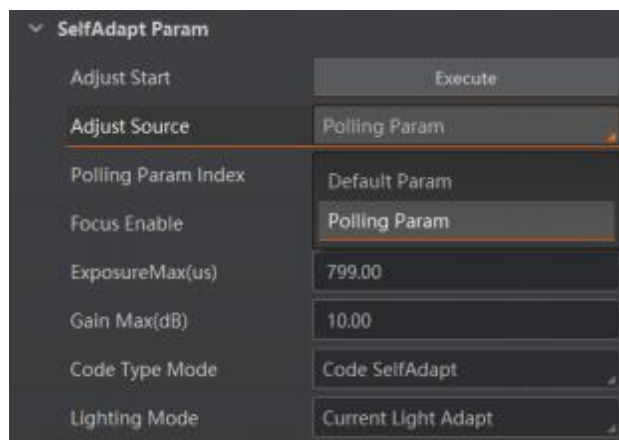 SelfAdapt Param
Adjust Start Execute
Adjust Source Polling Param
Polling Param Index Default Param
Focus Enable Polling Param
ExposureMax(us) 799.00
Gain Max(dB) 10.00
Code Type Mode Code SelfAdapt
Lighting Mode Current Light Adapt